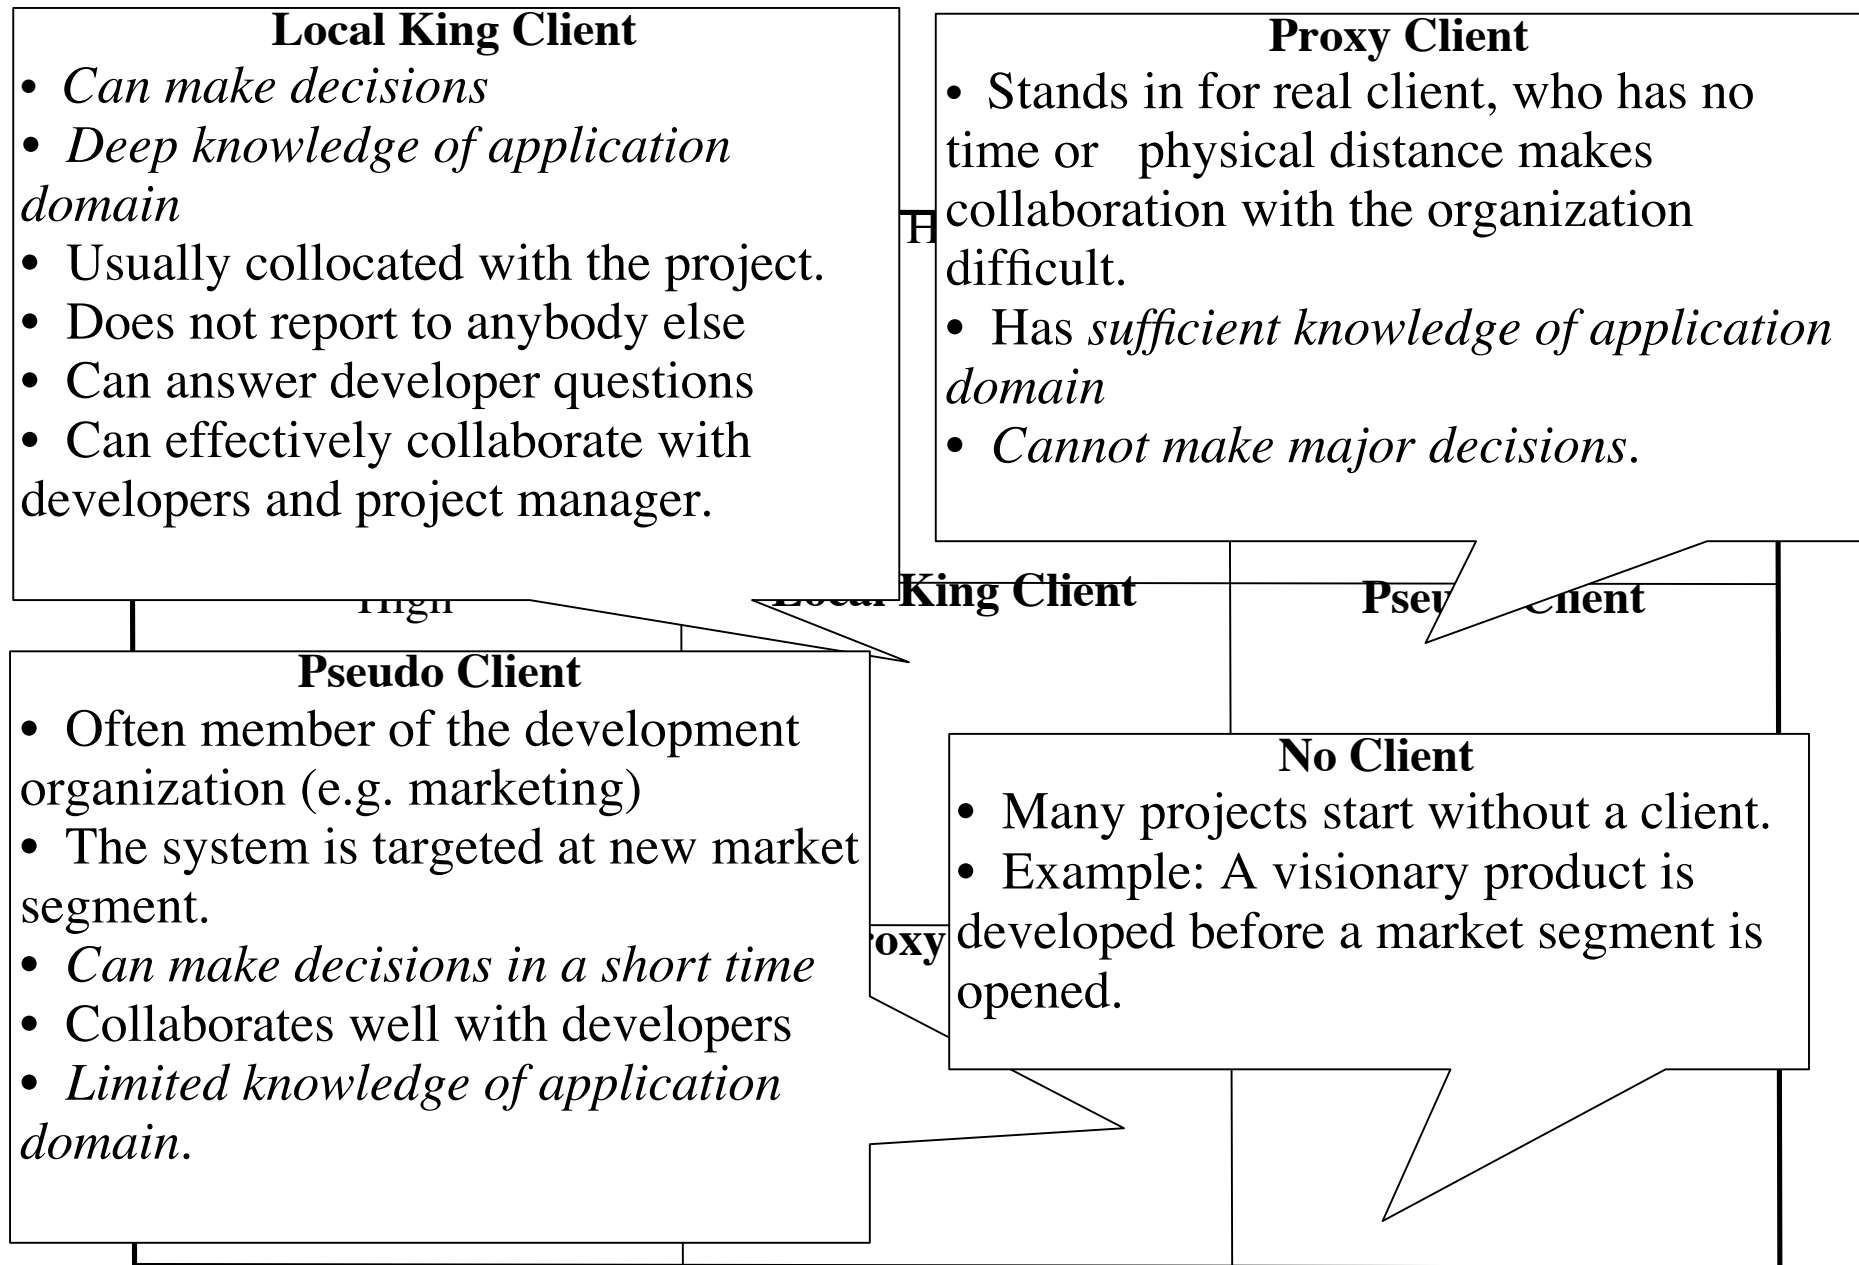 Local King Client
• Can make decisions
• Deep knowledge of application
domain
• Usually collocated with the project.
• Does not report to anybody else
• Can answer developer questions
• Can effectively collaborate with
developers and project manager.
Proxy Client
• Stands in for real client, who has no
time or physical distance makes
collaboration with the organization
difficult.
• Has sufficient knowledge of application
domain
• Cannot make major decisions.
High
King Client
Client
Pseudo Client
• Often member of the development
organization (e.g. marketing)
• The system is targeted at new market
segment.
• Can make decisions in a short time
• Collaborates well with developers
• Limited knowledge of application
domain.
No Client
• Many projects start without a client.
• Example: A visionary product is
developed before a market segment is
opened.